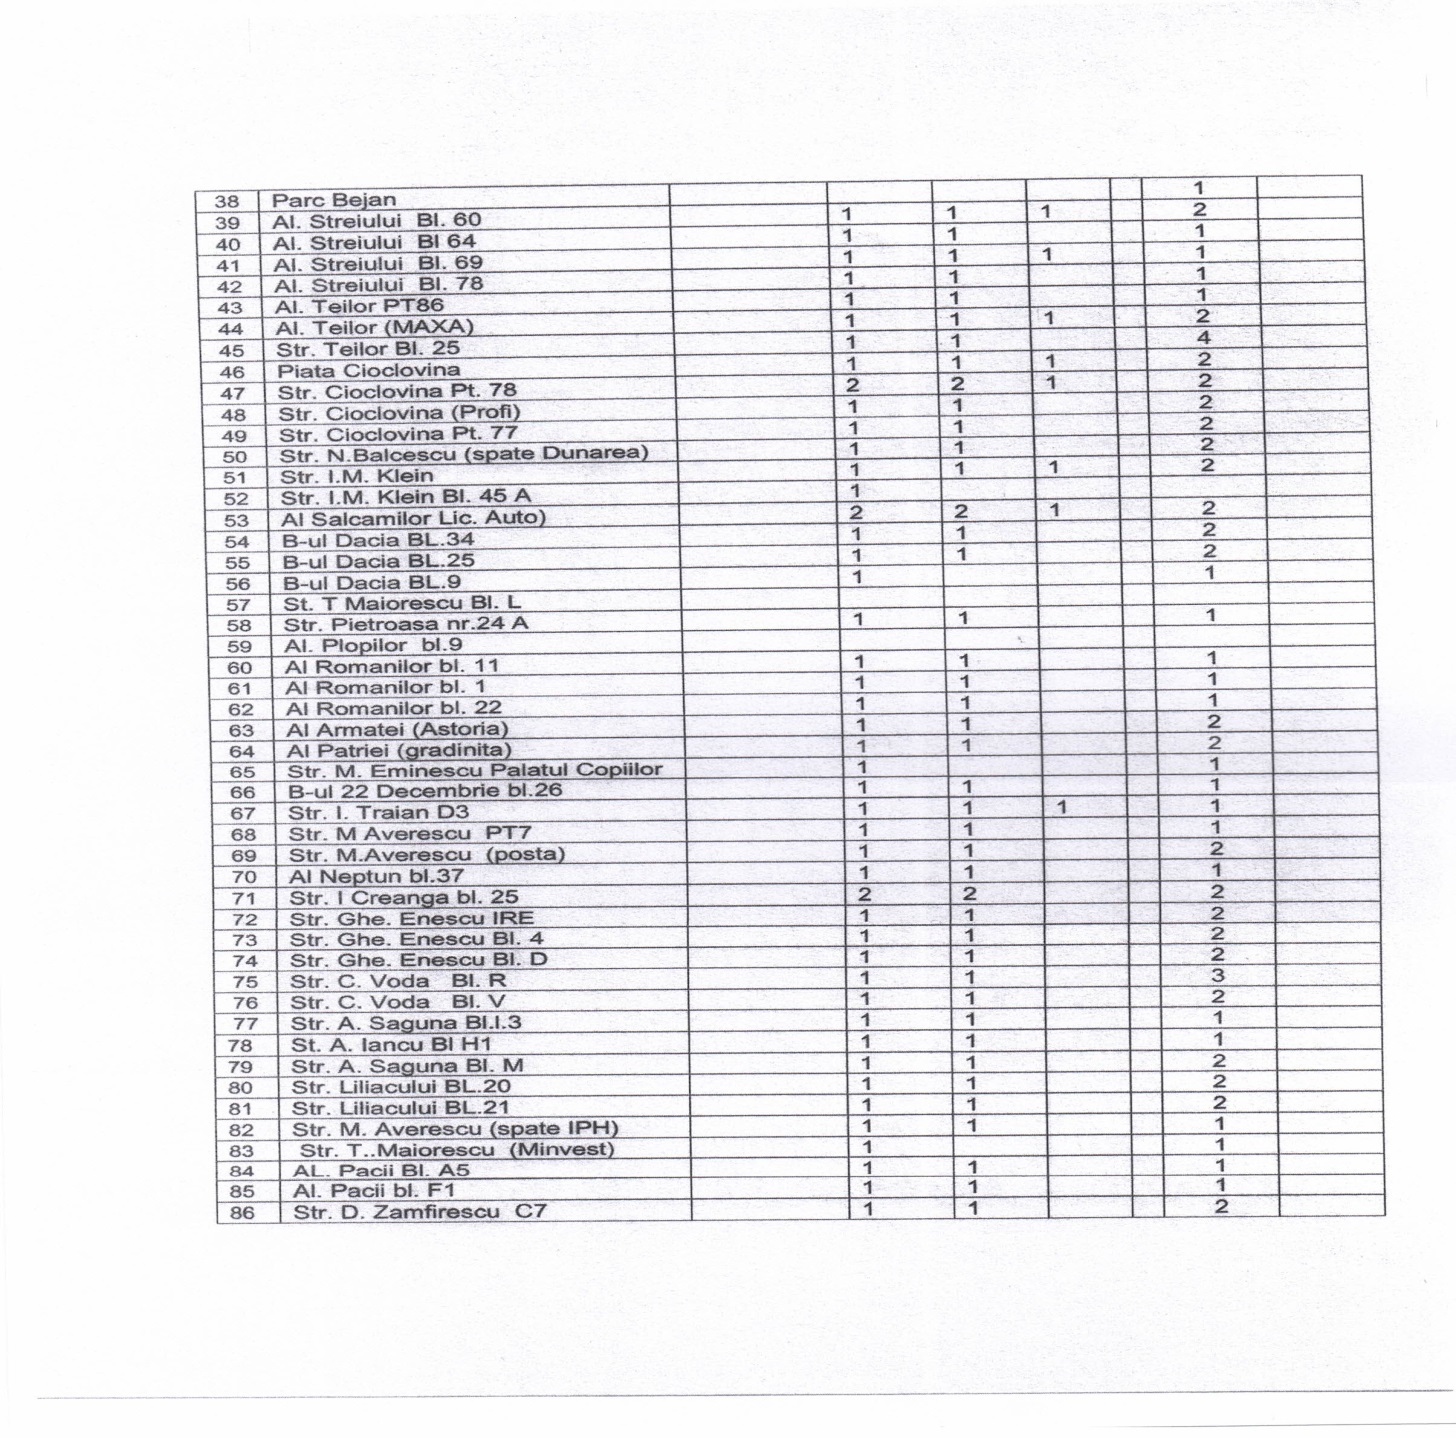 38 Parc Bejan 1
39 Al. Streiului Bl. 60 1 1 1 2
40 Al. Streiului Bl 64 1 1 1
41 Al. Streiului Bl. 69 1 1 1 1
42 Al. Streiului Bl. 78 1 1 1
43 Al. Teilor PT86 1 1 1
44 Al. Teilor (MAXA) 1 1 1 2
45 Str. Teilor Bl. 25 1 1 4
46 Piata Cioclovina 1 1 1 2
47 Str. Cioclovina Pt. 78 2 2 1 2
48 Str. Cioclovina (Profi) 1 1 2
49 Str. Cioclovina Pt. 77 1 1 2
50 Str. N.Balcescu (spate Dunarea) 1 1 2
51 Str. I.M. Klein 1 1 1 2
52 Str. I.M. Klein Bl. 45 A 1
53 Al Salcamilor Lic. Auto) 2 2 1 2
54 B-ul Dacia BL.34 1 1 2
55 B-ul Dacia BL.25 1 1 2
56 B-ul Dacia BL.9 1 1
57 St. T Maiorescu Bl. L
58 Str. Pietroasa nr.24 A 1 1 1
59 Al. Plopilor bl.9
60 Al Romanilor bl. 11 1 1 1
61 Al Romanilor bl. 1 1 1 1
62 Al Romanilor bl. 22 1 1 1
63 Al Armatei (Astoria) 1 1 2
64 Al Patriei (gradinita) 1 1 2
65 Str. M. Eminescu Palatul Copiilor 1 1
66 B-ul 22 Decembrie bl.26 1 1 1
67 Str. I. Traian D3 1 1 1 1
68 Str. M Averescu PT7 1 1 1
69 Str. M.Averescu (posta) 1 1 2
70 Al Neptun bl.37 1 1 1
71 Str. I Creanga bl. 25 2 2 2
72 Str. Ghe. Enescu IRE 1 1 2
73 Str. Ghe. Enescu Bl. 4 1 1 2
74 Str. Ghe. Enescu Bl. D 1 1 2
75 Str. C. Voda Bl. R 1 1 3
76 Str. C. Voda Bl. V 1 1 2
77 Str. A. Saguna Bl.I.3 1 1 1
78 St. A. Iancu Bl H1 1 1 1
79 Str. A. Saguna Bl. M 1 1 2
80 Str. Liliacului BL.20 1 1 2
81 Str. Liliacului BL.21 1 1 2
82 Str. M. Averescu (spate IPH) 1 1 1
83 Str. T..Maiorescu (Minvest) 1 1
84 AL. Pacii Bl. A5 1 1 1
85 Al. Pacii bl. F1 1 1 1
86 Str. D. Zamfirescu C7 1 1 2